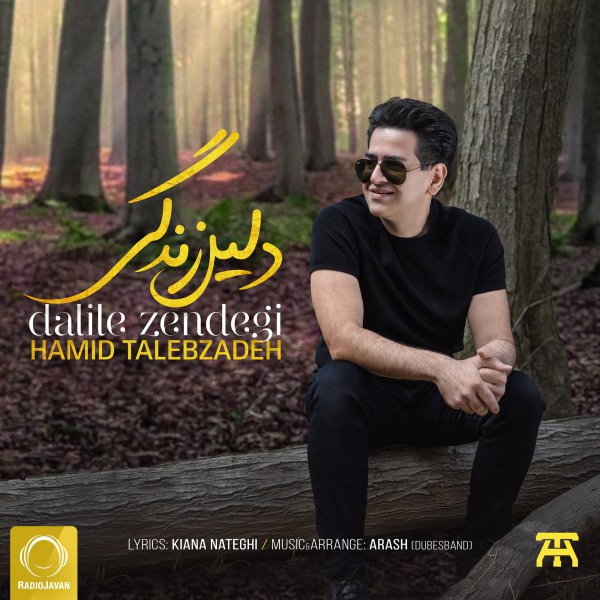 دلیل زندگی
dalile zendegi
HAMID TALEBZADEH
LYRICS: KIANA NATEGHI / MUSIC&ARRANGE: ARASH (DUBESBAND)
RADIOJAVAN